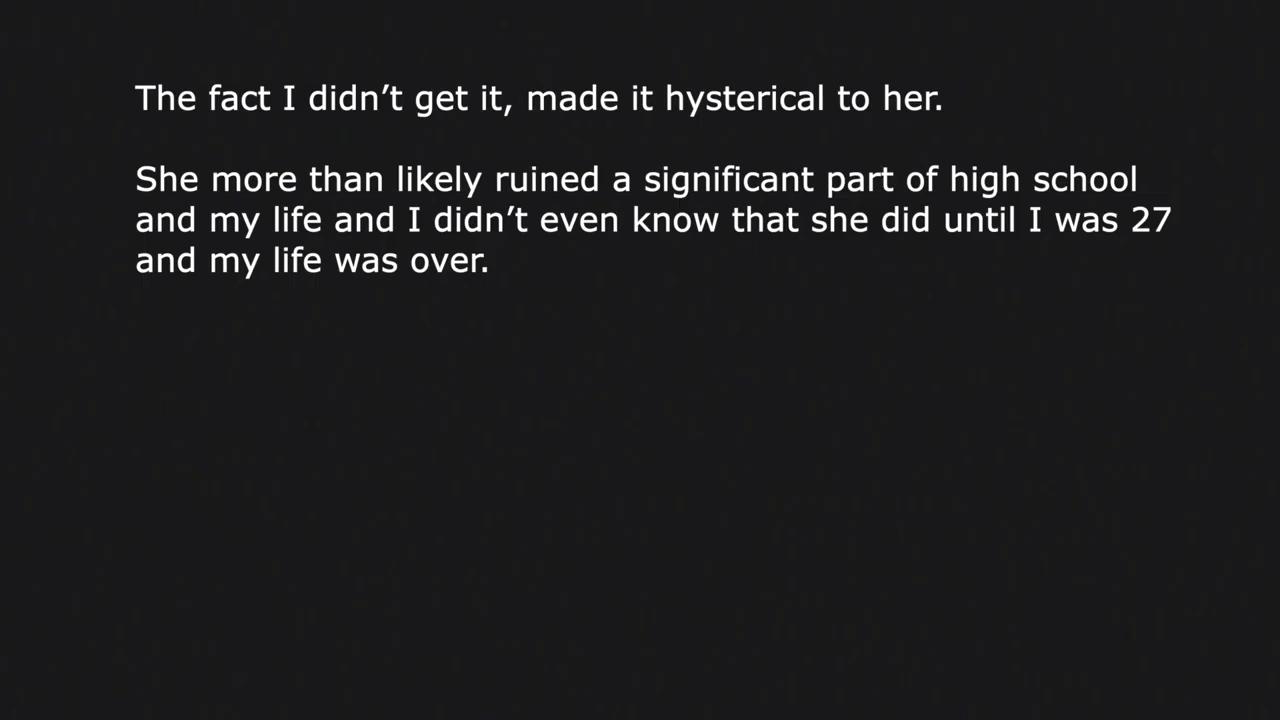 The fact I didn’t get it, made it hysterical to her.
She more than likely ruined a significant part of high school
and my life and I didn’t even know that she did until I was 27
and my life was over.